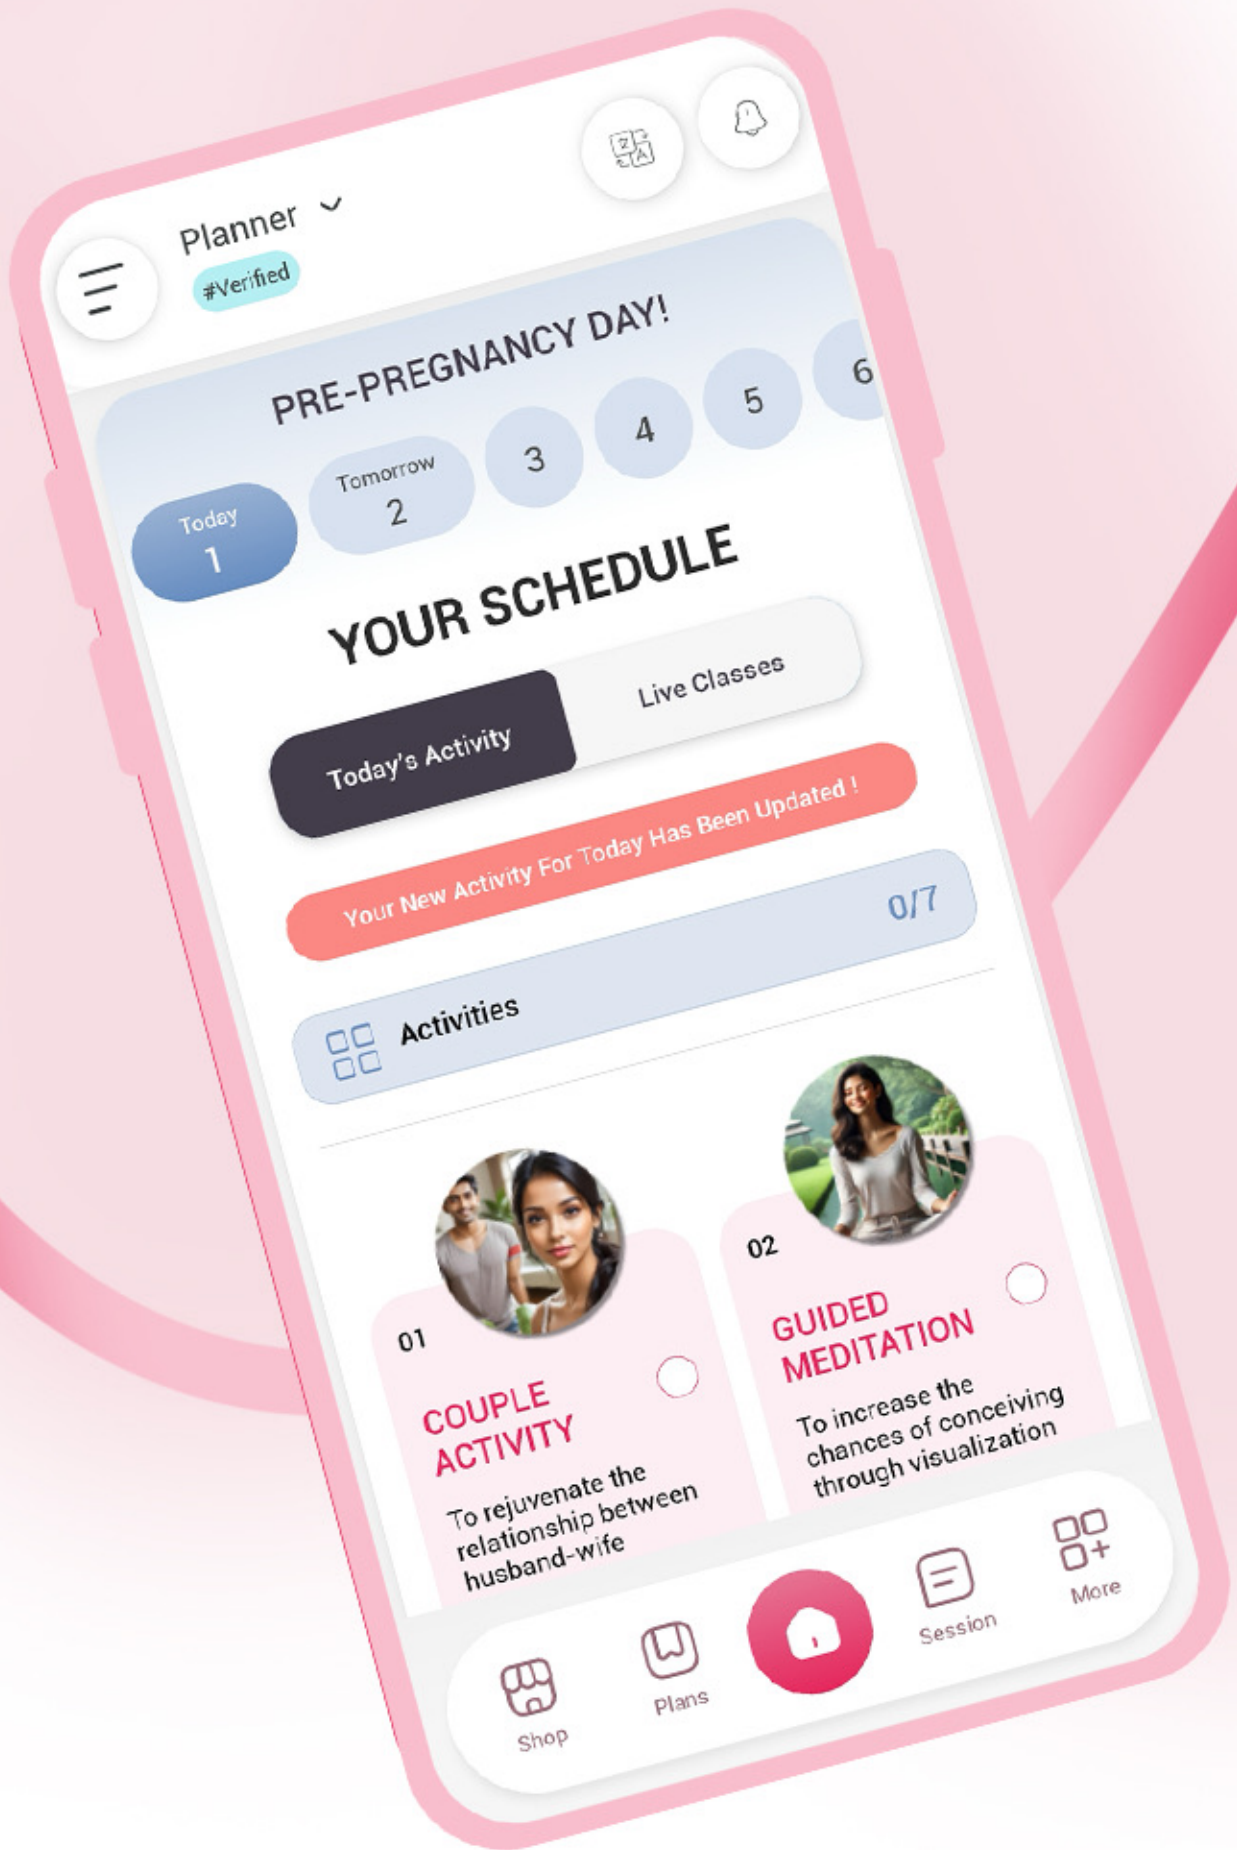 Planner
#Verified
PRE-PREGNANCY DAY!
Today
1
Tomorrow
2
3
4
5
6
YOUR SCHEDULE
Today's Activity
Live Classes
Your New Activity For Today Has Been Updated !
Activities
0/7
01
COUPLE
ACTIVITY
To rejuvenate the
relationship between
husband-wife
02
GUIDED
MEDITATION
To increase the
chances of conceiving
through visualization
Shop
Plans
Session
More